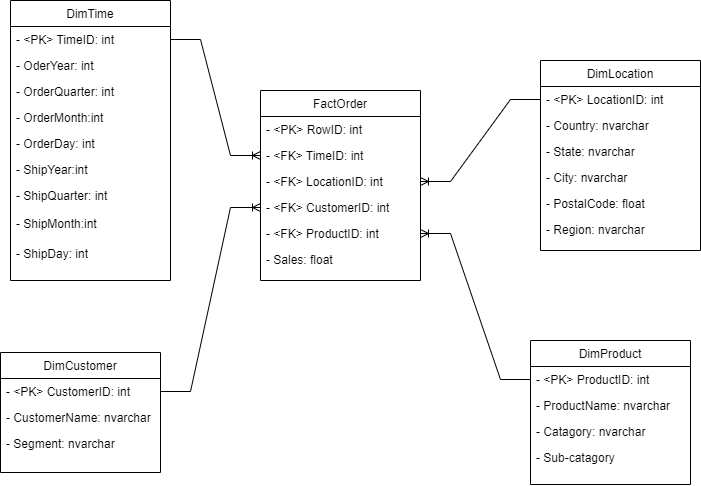 DimTime
- <PK> TimeID: int
- OderYear: int
- OrderQuarter: int
- OrderMonth:int
- OrderDay: int
- ShipYear:int
- ShipQuarter: int
- ShipMonth:int
- ShipDay: int
FactOrder
- <PK> RowID: int
- <FK> TimeID: int
- <FK> LocationID: int
- <FK> CustomerID: int
- <FK> ProductID: int
- Sales: float
DimLocation
- <PK> LocationID: int
- Country: nvarchar
- State: nvarchar
- City: nvarchar
- PostalCode: float
- Region: nvarchar
DimCustomer
- <PK> CustomerID: int
- CustomerName: nvarchar
- Segment: nvarchar
DimProduct
- <PK> ProductID: int
- ProductName: nvarchar
- Catagory: nvarchar
- Sub-catagory